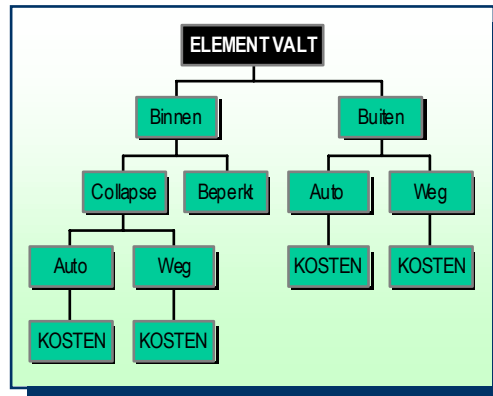 ELEMENT VALT
Binnen
Buiten
Collapse
Beperkt
Auto
Weg
Auto
Weg
KOSTEN
KOSTEN
KOSTEN
KOSTEN